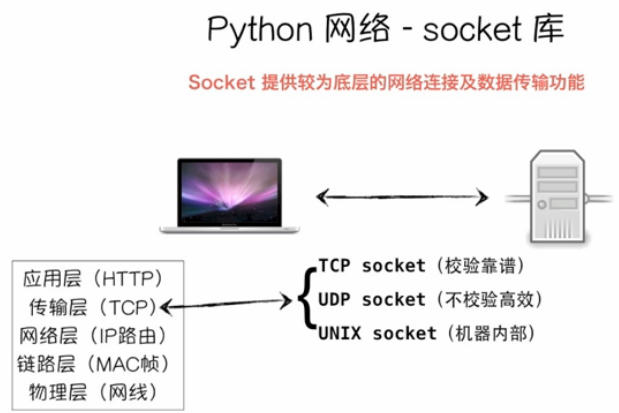 Python 网络 - socket 库
Socket 提供较为底层的网络连接及数据传输功能
应用层（HTTP）
传输层（TCP）
网络层（IP路由）
链路层（MAC帧）
物理层（网线）
TCP socket（校验靠谱）
UDP socket（不校验高效）
UNIX socket（机器内部）